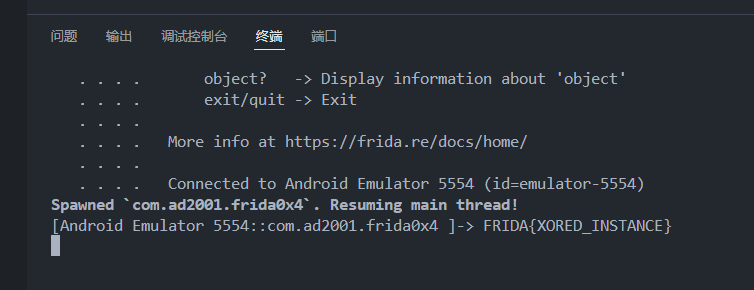 问题 输出 调试控制台 终端 端口
. . . . object? -> Display information about 'object'
. . . . exit/quit -> Exit
. . . .
. . . . More info at https://frida.re/docs/home/
. . . .
. . . . Connected to Android Emulator 5554 (id=emulator-5554)
Spawned `com.ad2001.frida0x4`. Resuming main thread!
[Android Emulator 5554::com.ad2001.frida0x4 ]-> FRIDA{XORED_INSTANCE}